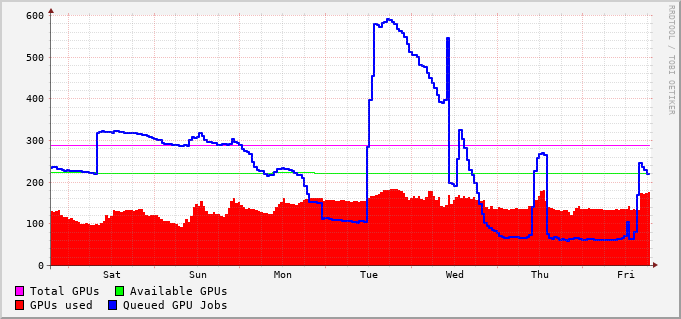 600
500
400
300
200
100
0
Sat Sun Mon Tue Wed Thu Fri
Total GPUs Available GPUs
GPUs used Queued GPU Jobs
RRDTOOL / TOBI OETIKER